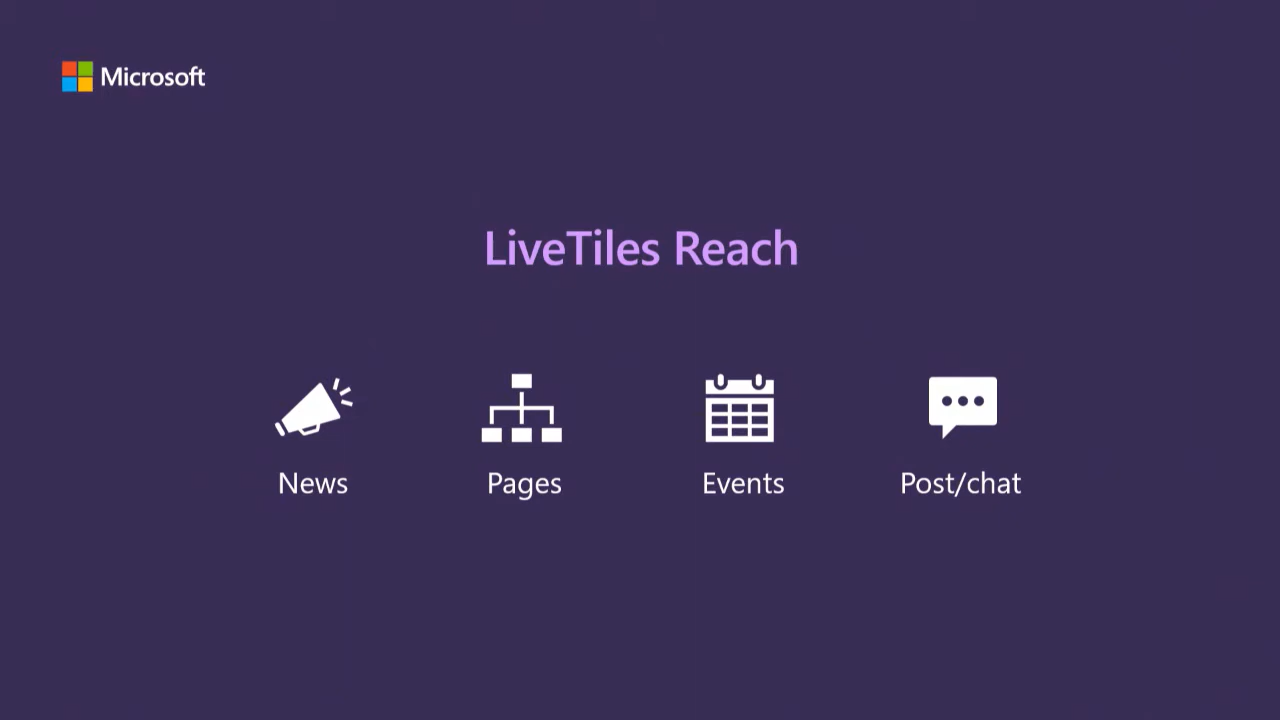 Microsoft
LiveTiles Reach
News
Pages
Events
Post/chat